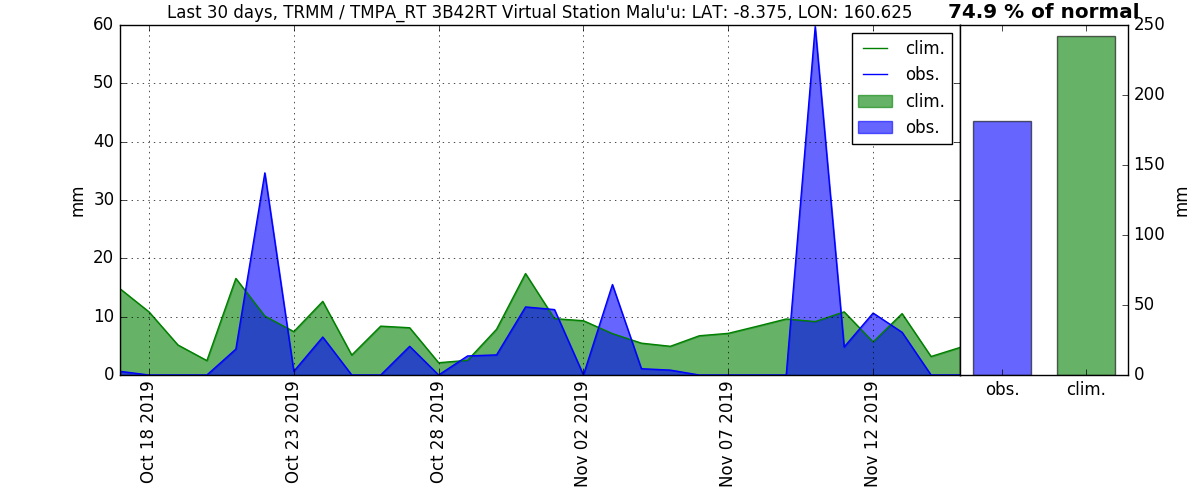 Last 30 days, TRMM / TMPA_RT 3B42RT Virtual Station Malu'u: LAT: -8.375, LON: 160.625
74.9 % of normal
60
50
40
30
20
10
0
mm
clim.
obs.
clim.
obs.
250
200
150
100
50
0
mm
obs.
clim.
Oct 18 2019
Oct 23 2019
Oct 28 2019
Nov 02 2019
Nov 07 2019
Nov 12 2019